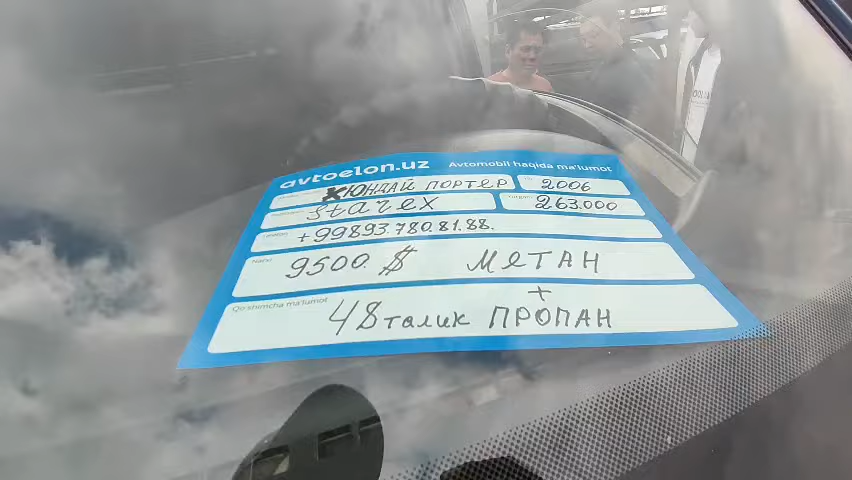 avtoelon.uz Avtomobil haqida ma'lumot
ХЮНДАЙ ПОРТЕР 2006
starex 263.000
+99893.780.81.88.
Narxi
9500.$ МЕТАН
+
Qo'shimcha ma'lumot
48талик ПРОПАН